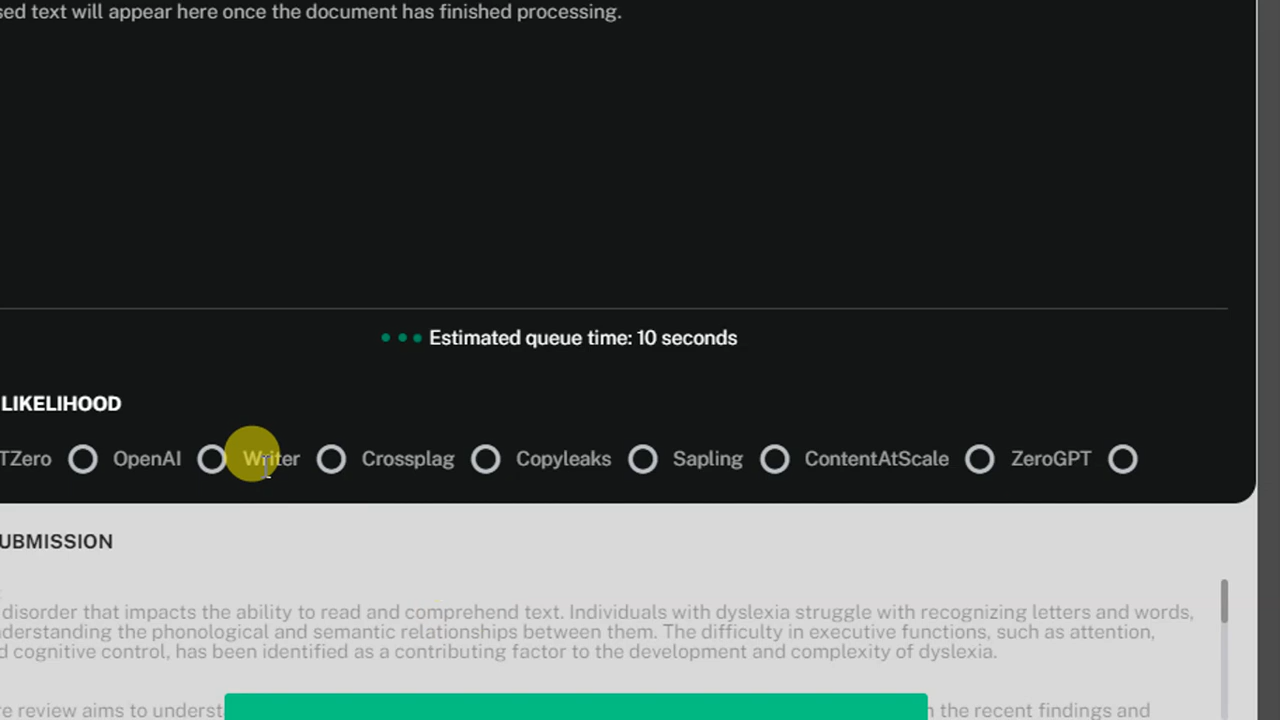 sed text will appear here once the document has finished processing.
Estimated queue time: 10 seconds
LIKELIHOOD
TZero OpenAI Writer Crossplag Copyleaks Sapling ContentAtScale ZeroGPT
UBMISSION
disorder that impacts the ability to read and comprehend text. Individuals with dyslexia struggle with recognizing letters and words,
nderstanding the phonological and semantic relationships between them. The difficulty in executive functions, such as attention,
d cognitive control, has been identified as a contributing factor to the development and complexity of dyslexia.
re review aims to underst n the recent findings and